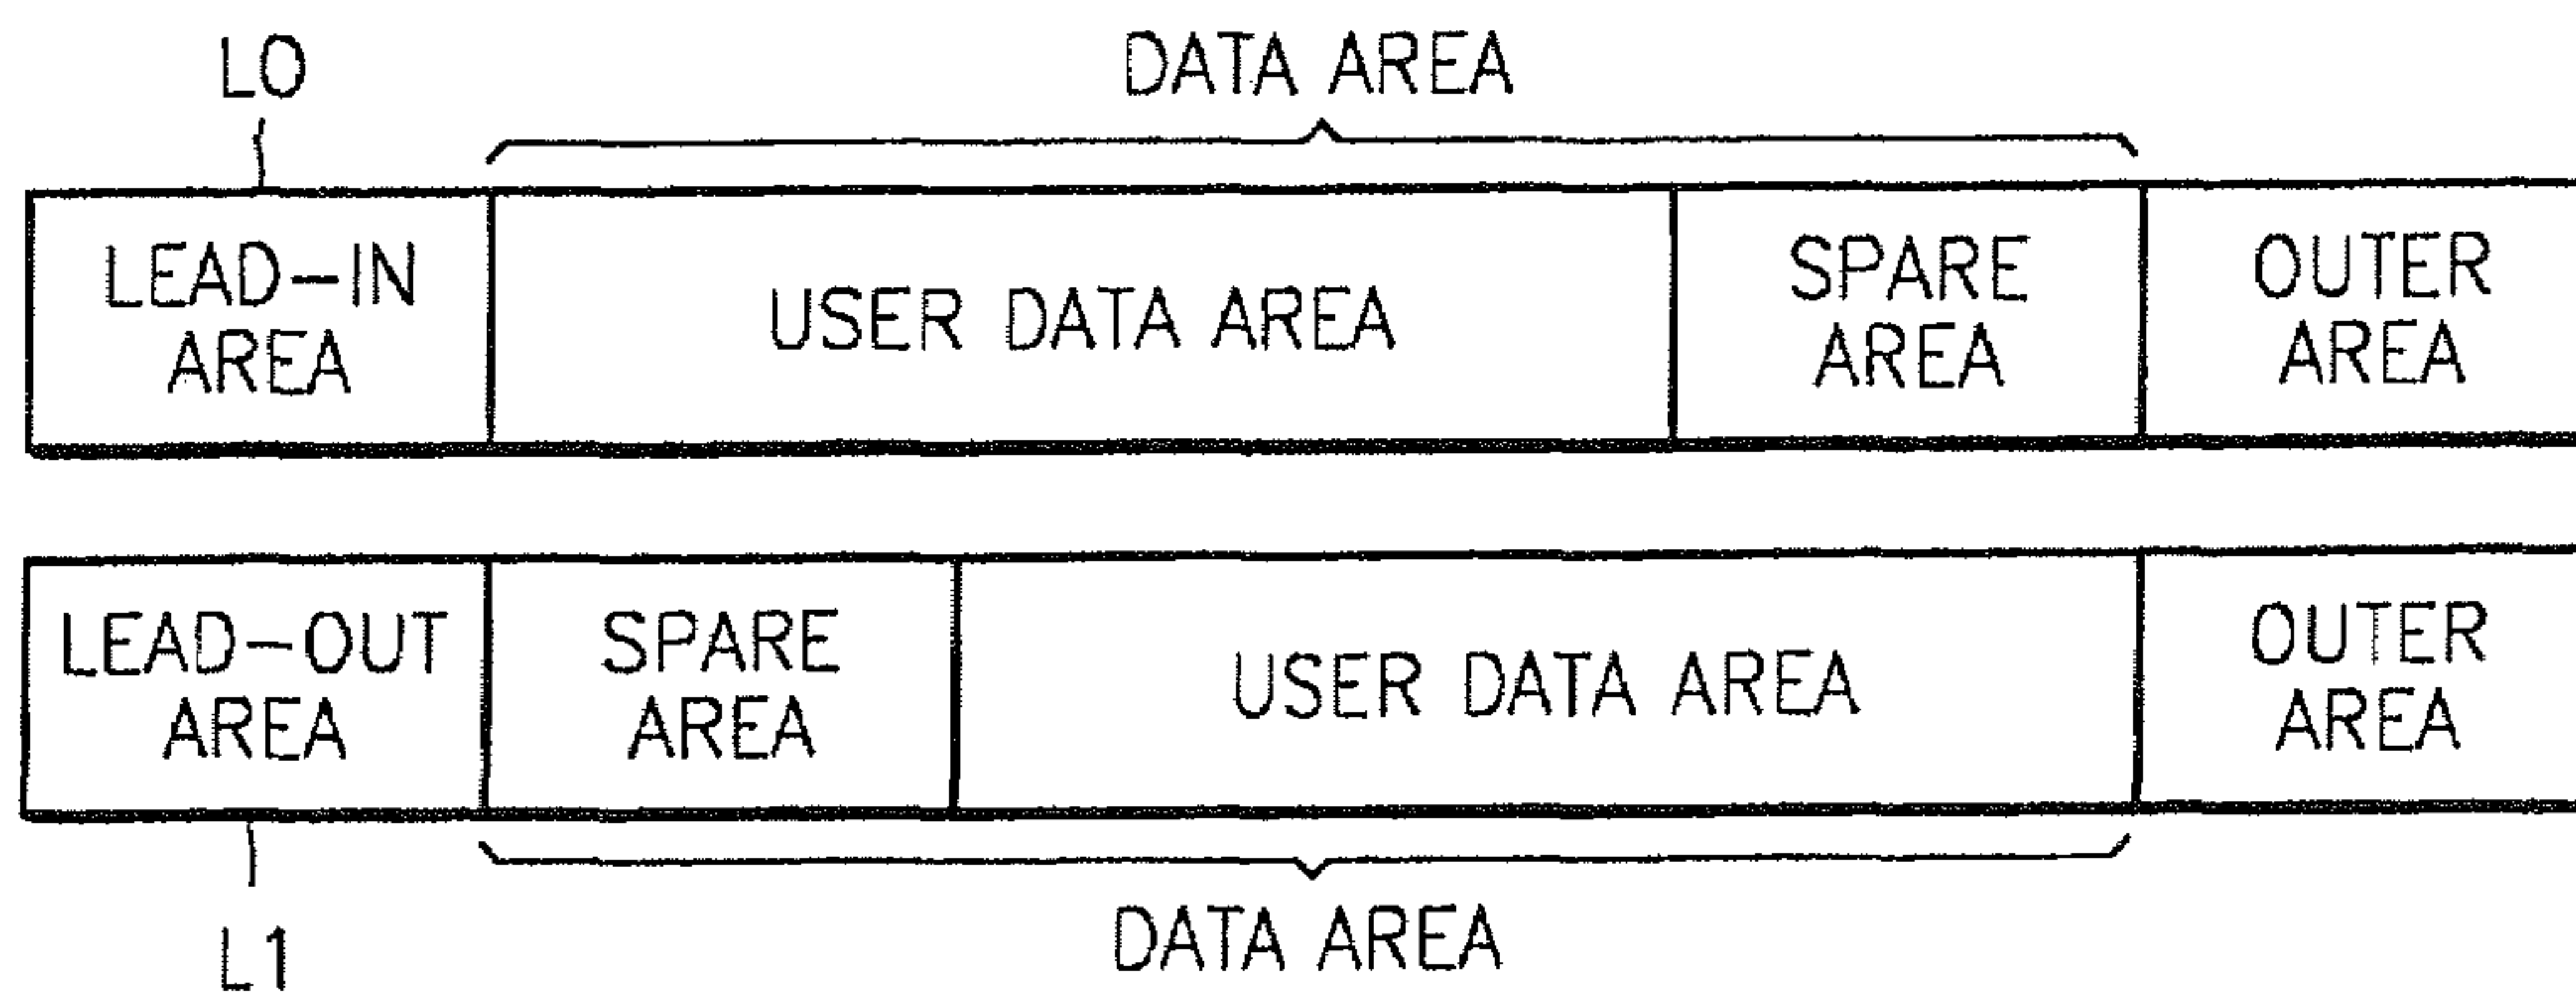 L0
DATA AREA
LEAD-IN
AREA
USER DATA AREA
SPARE
AREA
OUTER
AREA
LEAD-OUT
AREA
SPARE
AREA
USER DATA AREA
OUTER
AREA
L1
DATA AREA